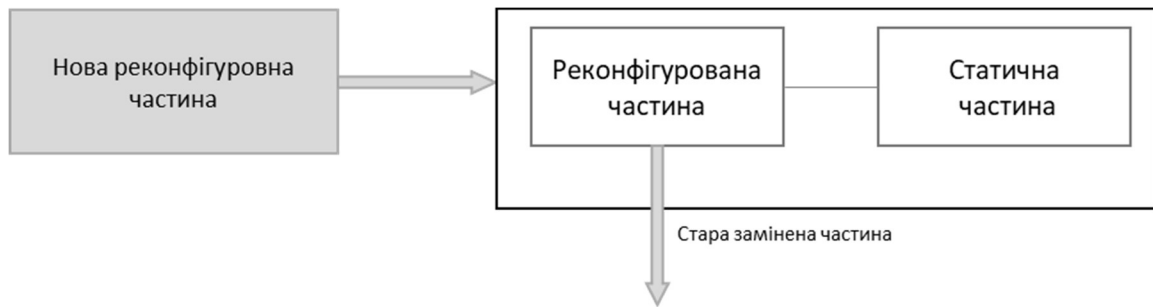 Нова реконфігуровна
частина
Реконфігурована
частина
Статична
частина
Стара замінена частина